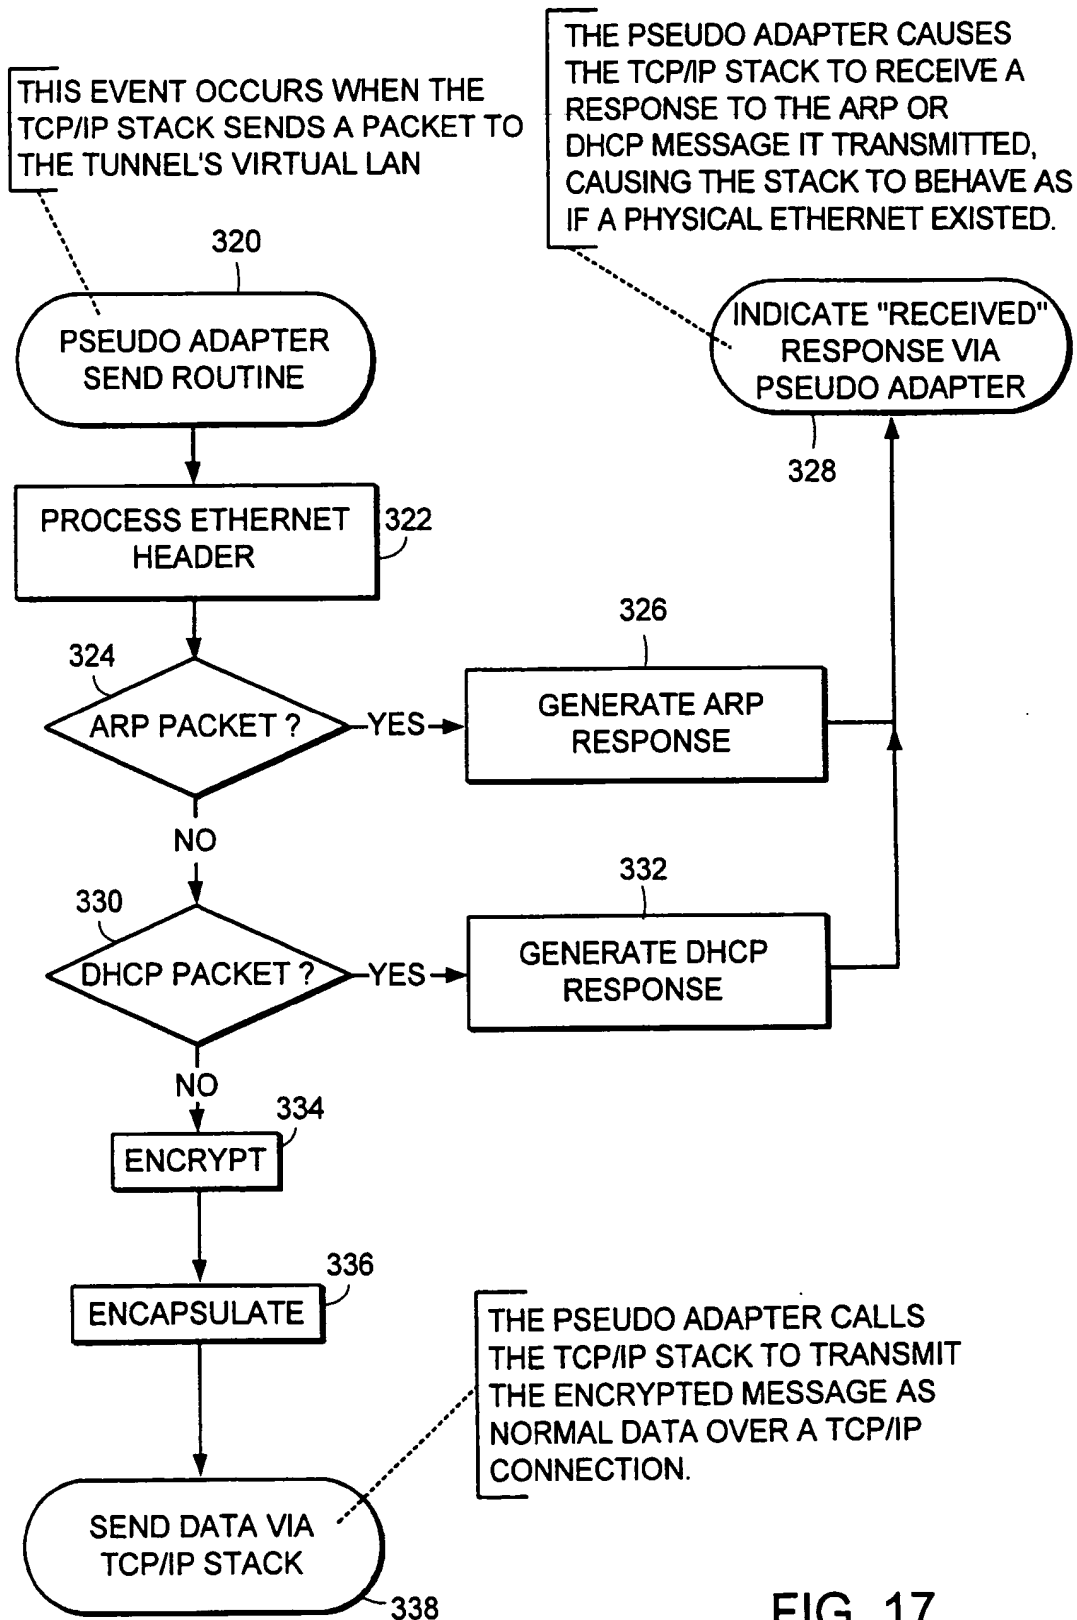 THIS EVENT OCCURS WHEN THE
TCP/IP STACK SENDS A PACKET TO
THE TUNNEL'S VIRTUAL LAN
THE PSEUDO ADAPTER CAUSES
THE TCP/IP STACK TO RECEIVE A
RESPONSE TO THE ARP OR
DHCP MESSAGE IT TRANSMITTED,
CAUSING THE STACK TO BEHAVE AS
IF A PHYSICAL ETHERNET EXISTED.
320
PSEUDO ADAPTER
SEND ROUTINE
INDICATE "RECEIVED"
RESPONSE VIA
PSEUDO ADAPTER
328
PROCESS ETHERNET
HEADER
322
324
ARP PACKET ?
YES
326
GENERATE ARP
RESPONSE
NO
330
DHCP PACKET ?
YES
332
GENERATE DHCP
RESPONSE
NO
334
ENCRYPT
336
ENCAPSULATE
THE PSEUDO ADAPTER CALLS
THE TCP/IP STACK TO TRANSMIT
THE ENCRYPTED MESSAGE AS
NORMAL DATA OVER A TCP/IP
CONNECTION.
SEND DATA VIA
TCP/IP STACK
338
FIG. 17